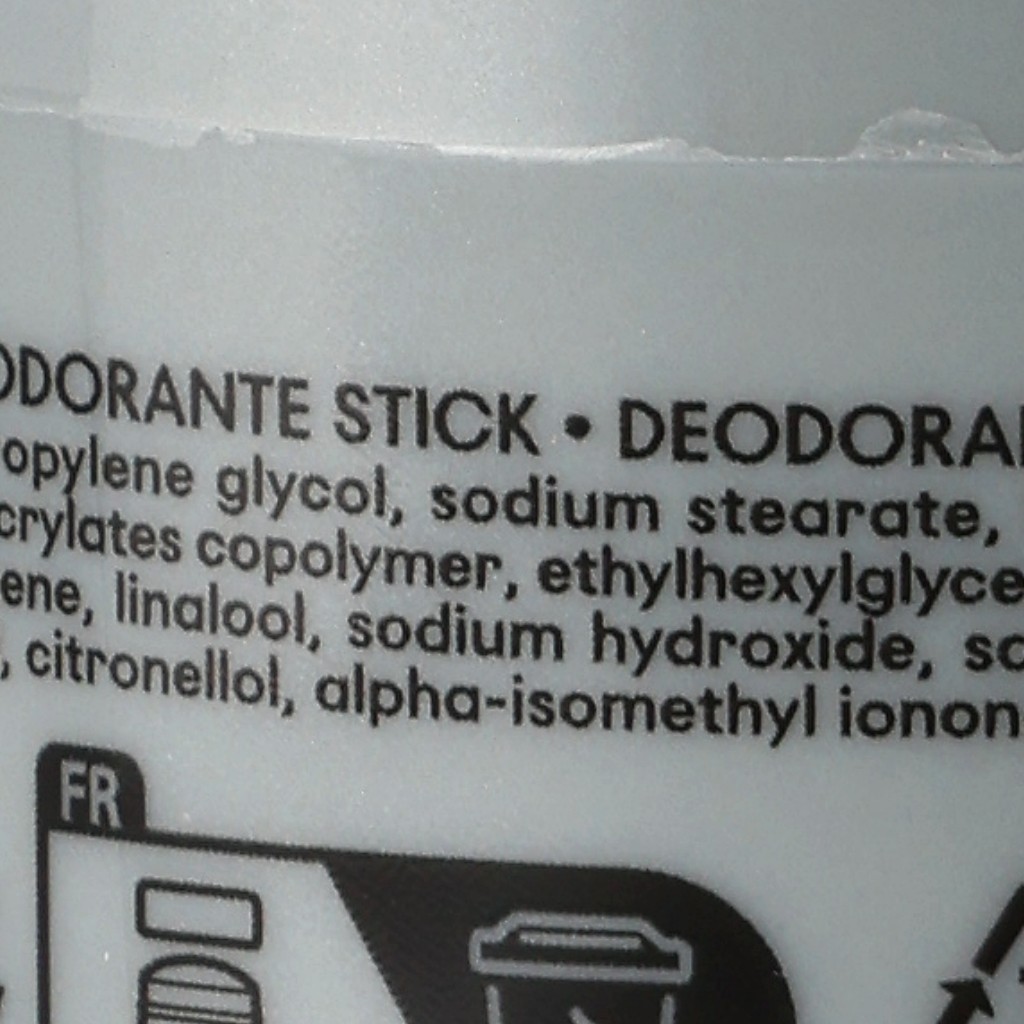 ODORANTE STICK • DEODORA
opylene glycol, sodium stearate,
crylates copolymer, ethylhexylglyce
ene, linalool, sodium hydroxide, so
, citronellol, alpha-isomethyl ionon
FR